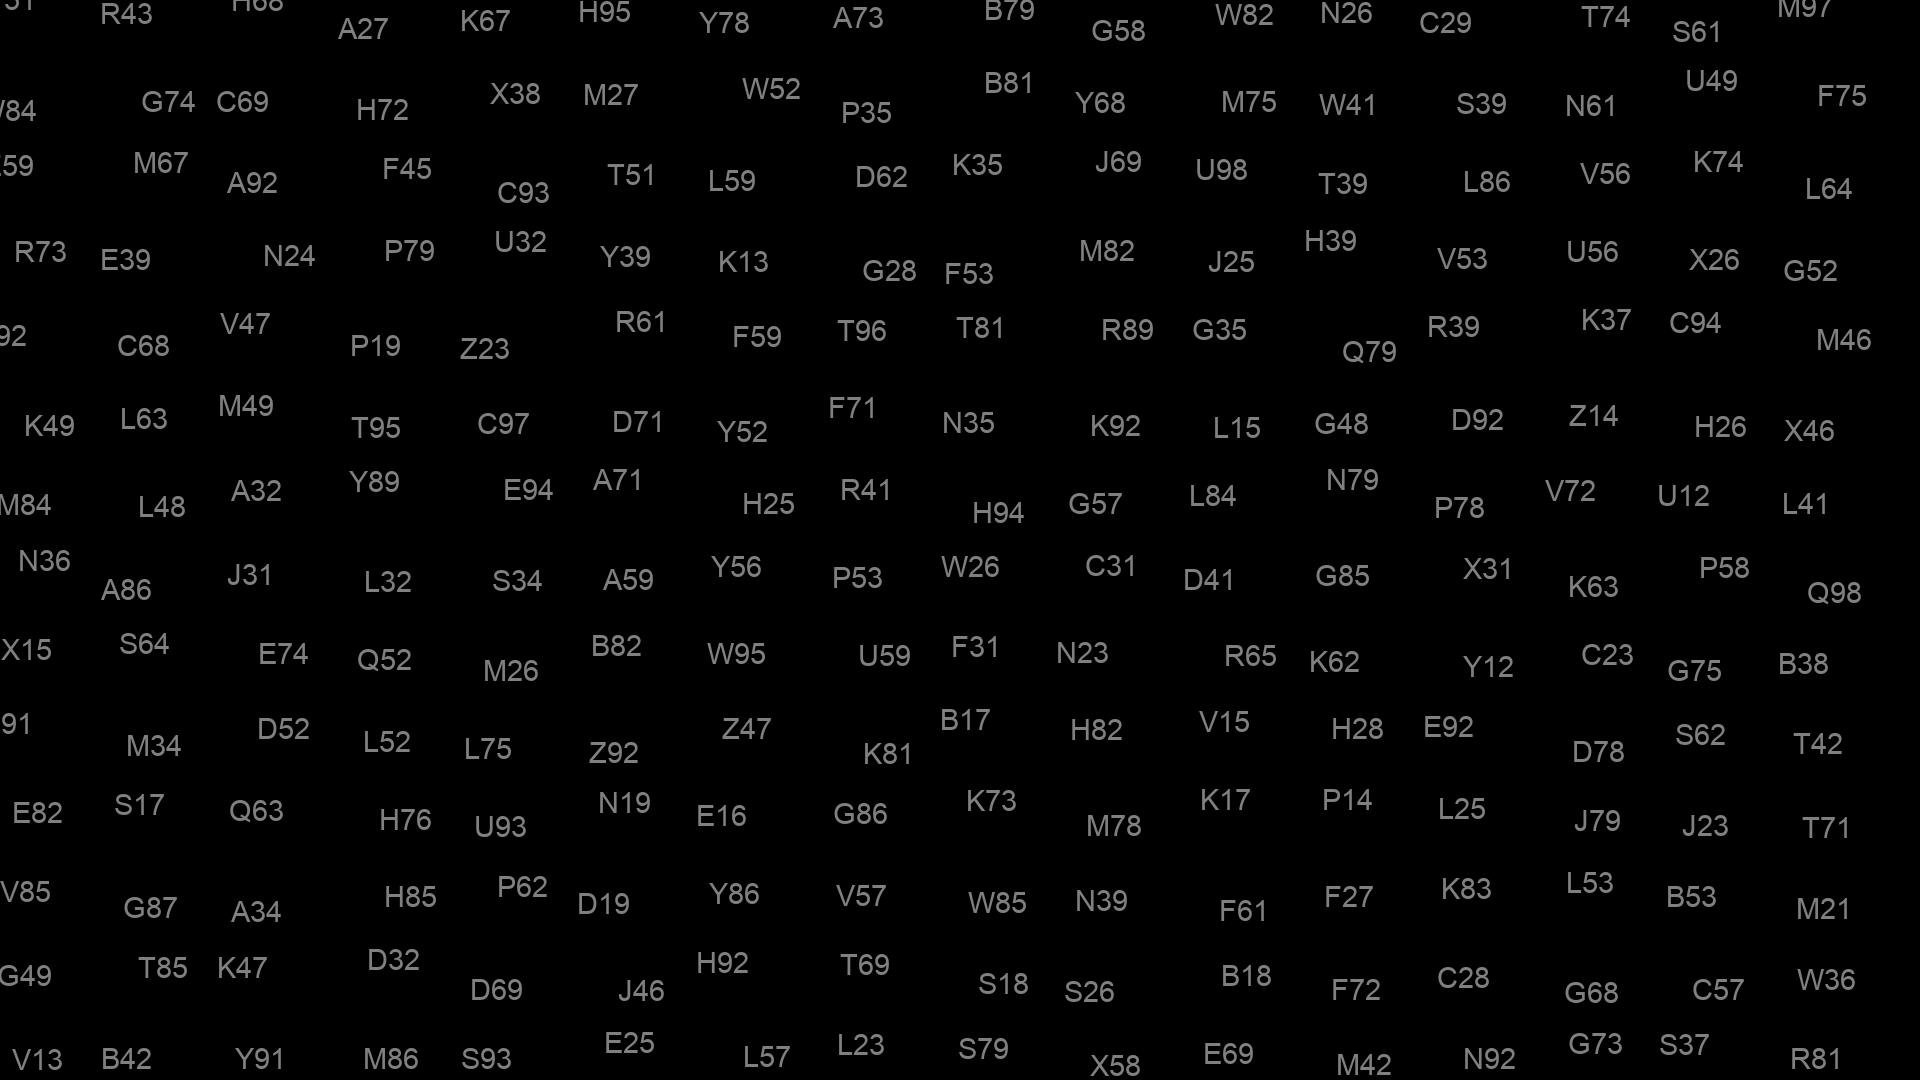 R43 H68 A27 K67 H95 Y78 A73 B79 G58 W82 N26 C29 T74 S61 M97
G74 C69 H72 X38 M27 W52 P35 B81 Y68 M75 W41 S39 N61 U49 F75
M67 A92 F45 C93 T51 L59 D62 K35 J69 U98 T39 L86 V56 K74 L64
R73 E39 N24 P79 U32 Y39 K13 G28 F53 M82 J25 H39 V53 U56 X26 G52
92 C68 V47 P19 Z23 R61 F59 T96 T81 R89 G35 Q79 R39 K37 C94 M46
K49 L63 M49 T95 C97 D71 Y52 F71 N35 K92 L15 G48 D92 Z14 H26 X46
M84 L48 A32 Y89 E94 A71 H25 R41 H94 G57 L84 N79 P78 V72 U12 L41
N36 A86 J31 L32 S34 A59 Y56 P53 W26 C31 D41 G85 X31 K63 P58 Q98
X15 S64 E74 Q52 M26 B82 W95 U59 F31 N23 R65 K62 Y12 C23 G75 B38
91 M34 D52 L52 L75 Z92 Z47 K81 B17 H82 V15 H28 E92 D78 S62 T42
E82 S17 Q63 H76 U93 N19 E16 G86 K73 M78 K17 P14 L25 J79 J23 T71
V85 G87 A34 H85 P62 D19 Y86 V57 W85 N39 F61 F27 K83 L53 B53 M21
G49 T85 K47 D32 D69 J46 H92 T69 S18 S26 B18 F72 C28 G68 C57 W36
V13 B42 Y91 M86 S93 E25 L57 L23 S79 X58 E69 M42 N92 G73 S37 R81